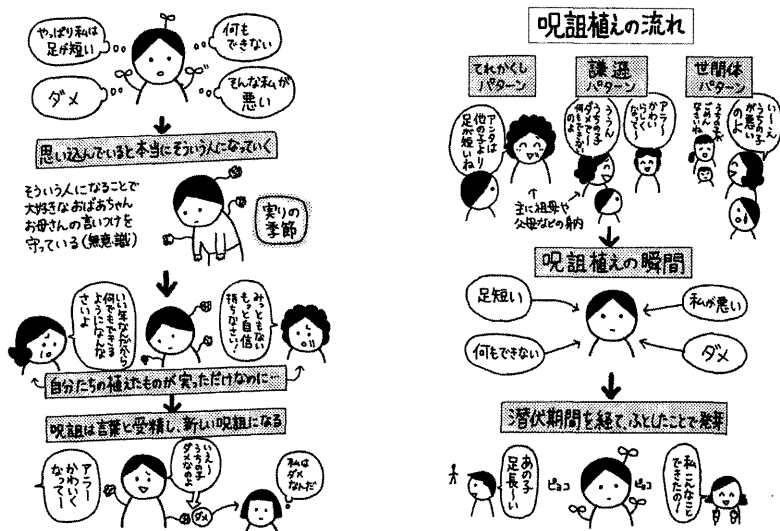 呪詛植えの流れ
てれかくし
パターン
謙遜
パターン
世間体
パターン
アンタは
他の子より
足が短いね
ううん
うちの子
ダメでー
何もできない
のよ
アラー
かわい
らしく
なって〜
うちの子が
ごめん
なさいね
い〜え
うちの子
が悪い
のよ
主に祖母や
父母などの身内
呪詛植えの瞬間
足短い
私が悪い
何もできない
ダメ
潜伏期間を経て、ふとしたことで発芽
あの子
足長〜い
ピョコ
ピョコ
私こんなこと
できたの!
やっぱり私は
足が短い
何も
できない
ダメ
そんな私が
悪い
思い込んでいると本当にそういう人になっていく
そういう人になることで
大好きなおばあちゃん
お母さんの言いつけを
守っている(無意識)
実りの
季節
いい年なんだから
何でもできる
ようになんな
さいよ
みっともない
もっと自信
持ちなさい!
自分たちの植えたものが実っただけなのに…
呪詛は言葉と受精し、新しい呪詛になる
アラー
かわいく
なって〜
いえ〜
うちの子
ダメなのよ
ダメ
私は
ダメ
なんだ